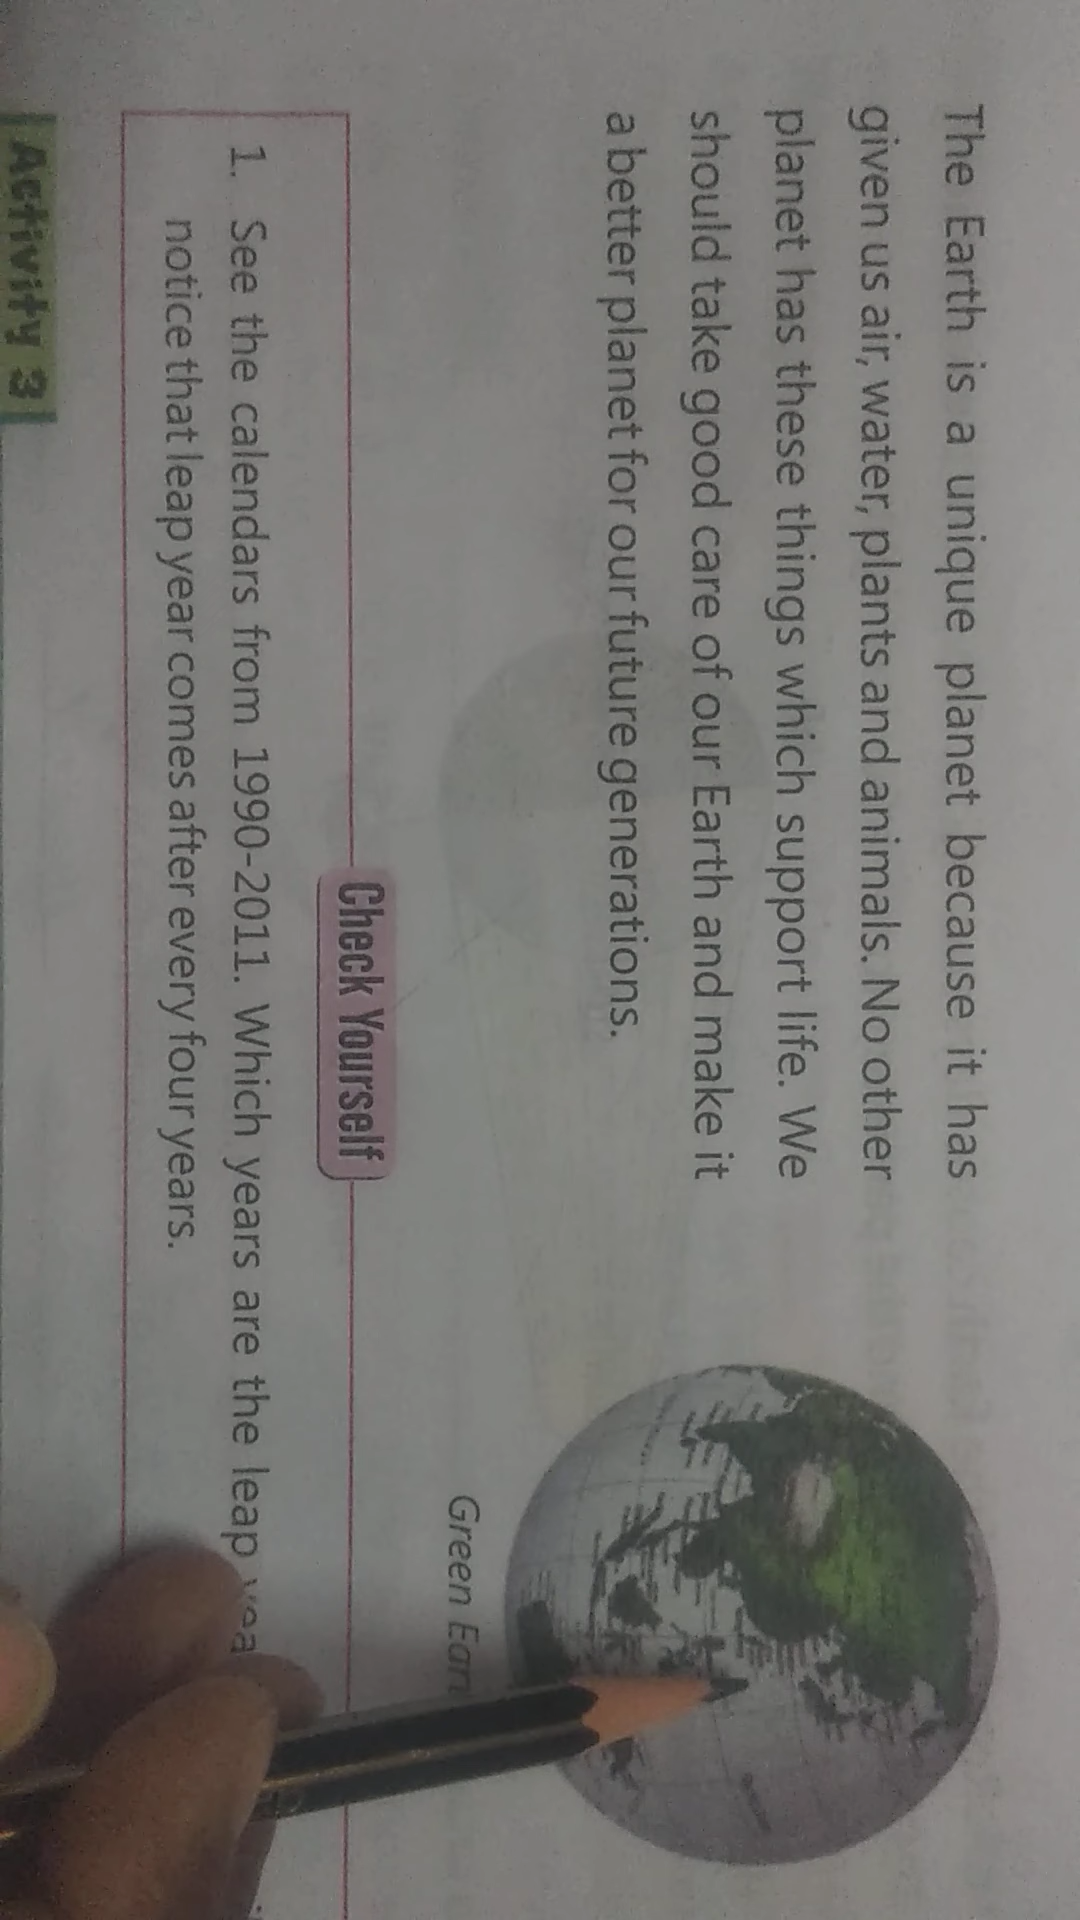 The Earth is a unique planet because it has
given us air, water, plants and animals. No other
planet has these things which support life. We
should take good care of our Earth and make it
a better planet for our future generations.
Green
Check Yourself
1. See the calendars from 1990-2011. Which years are the leap
notice that leap year comes after every four years.
Activity 3